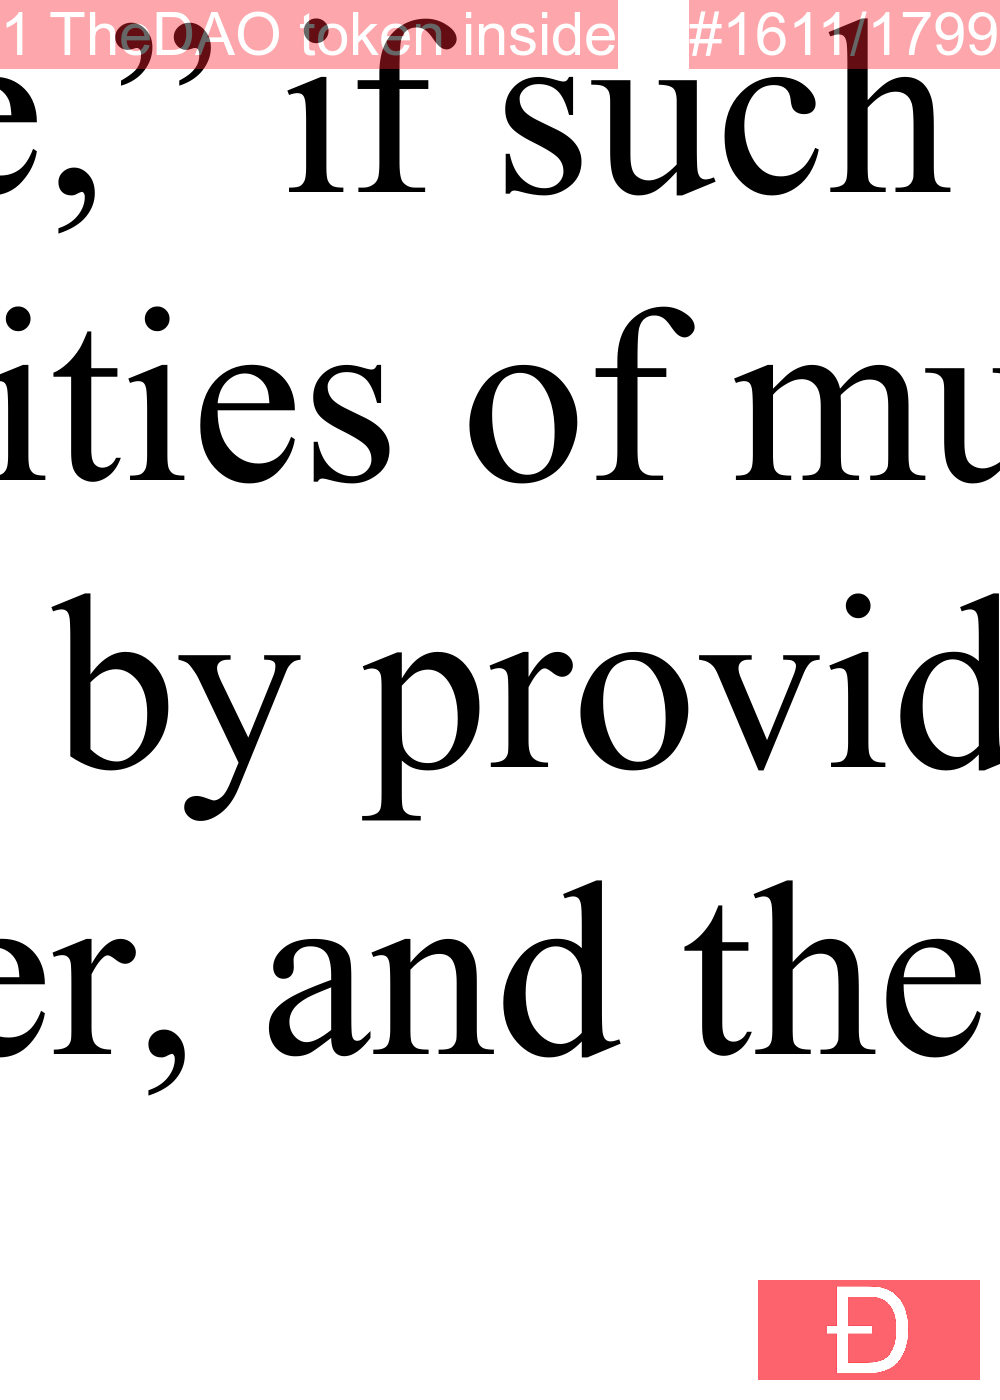 1 TheDAO token inside #1611/1799
e,” if such
ities of mu
by provid
er, and the
Đ